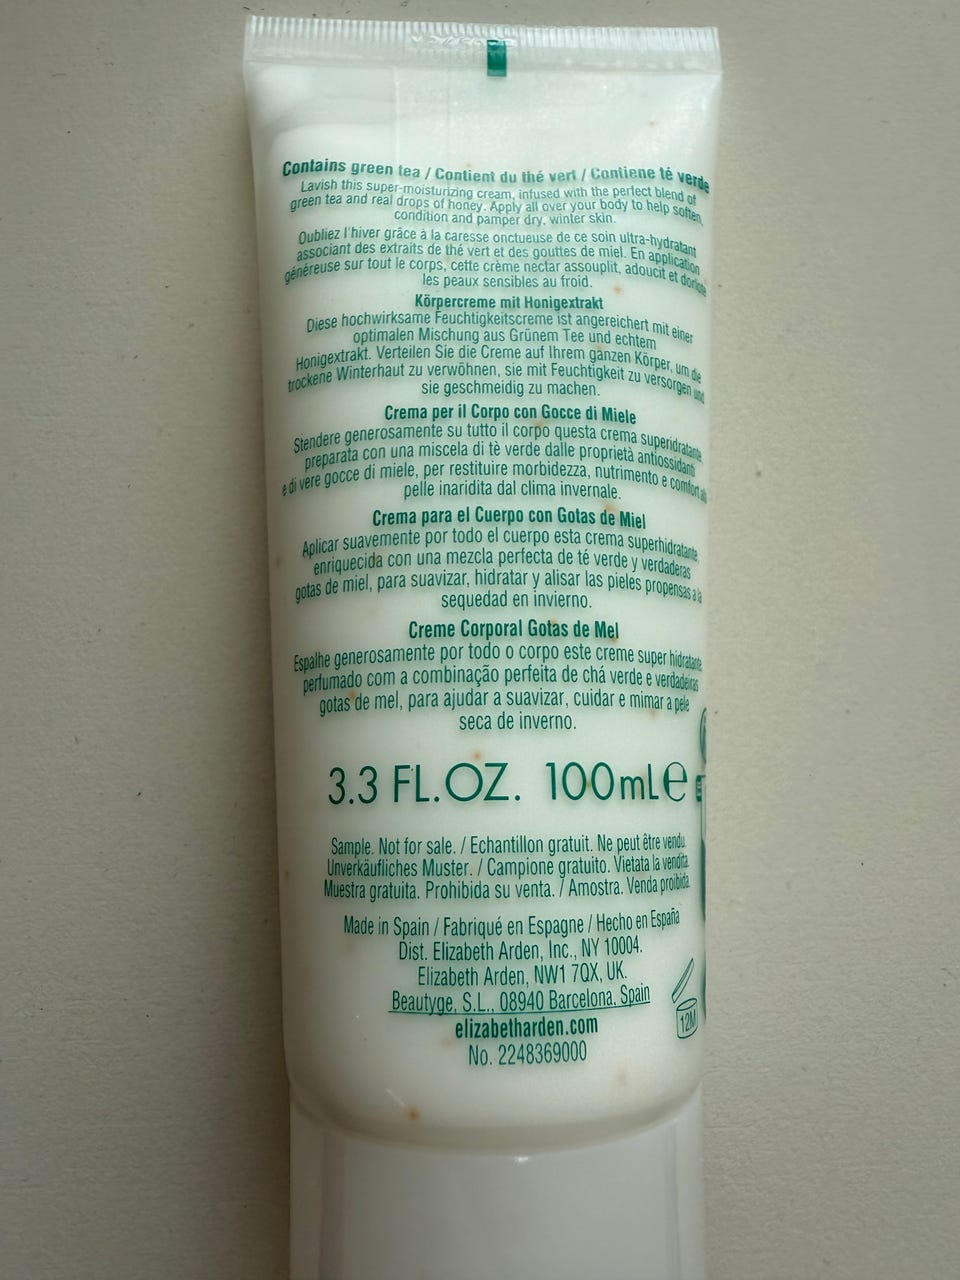 Contains green tea / Contient du thé vert / Contiene té verde
Lavish this super-moisturizing cream, infused with the perfect blend of
green tea and real drops of honey. Apply all over your body to help soften,
condition and pamper dry, winter skin.
Oubliez l'hiver grâce à la caresse onctueuse de ce soin ultra-hydratant
associant des extraits de thé vert et des gouttes de miel. En application
généreuse sur tout le corps, cette crème nectar assouplit, adoucit et dorlote
les peaux sensibles au froid.
Körpercreme mit Honigextrakt
Diese hochwirksame Feuchtigkeitscreme ist angereichert mit einer
optimalen Mischung aus Grünem Tee und echtem
Honigextrakt. Verteilen Sie die Creme auf Ihrem ganzen Körper, um die
trockene Winterhaut zu verwöhnen, sie mit Feuchtigkeit zu versorgen und
sie geschmeidig zu machen.
Crema per il Corpo con Gocce di Miele
Stendere generosamente su tutto il corpo questa crema superidratante,
preparata con una miscela di tè verde dalle proprietà antiossidanti
e di vere gocce di miele, per restituire morbidezza, nutrimento e comfort alla
pelle inaridita dal clima invernale.
Crema para el Cuerpo con Gotas de Miel
Aplicar suavemente por todo el cuerpo esta crema superhidratante,
enriquecida con una mezcla perfecta de té verde y verdaderas
gotas de miel, para suavizar, hidratar y alisar las pieles propensas a la
sequedad en invierno.
Creme Corporal Gotas de Mel
Espalhe generosamente por todo o corpo este creme super hidratante,
perfumado com a combinação perfeita de chá verde e verdadeiras
gotas de mel, para ajudar a suavizar, cuidar e mimar a pele
seca de inverno.
3.3 FL.OZ. 100mL℮
Sample. Not for sale. / Echantillon gratuit. Ne peut être vendu.
Unverkäufliches Muster. / Campione gratuito. Vietata la vendita.
Muestra gratuita. Prohibida su venta. / Amostra. Venda proibida.
Made in Spain / Fabriqué en Espagne / Hecho en España
Dist. Elizabeth Arden, Inc., NY 10004.
Elizabeth Arden, NW1 7QX, UK.
Beautyge, S.L., 08940 Barcelona, Spain
elizabetharden.com
No. 2248369000
12M